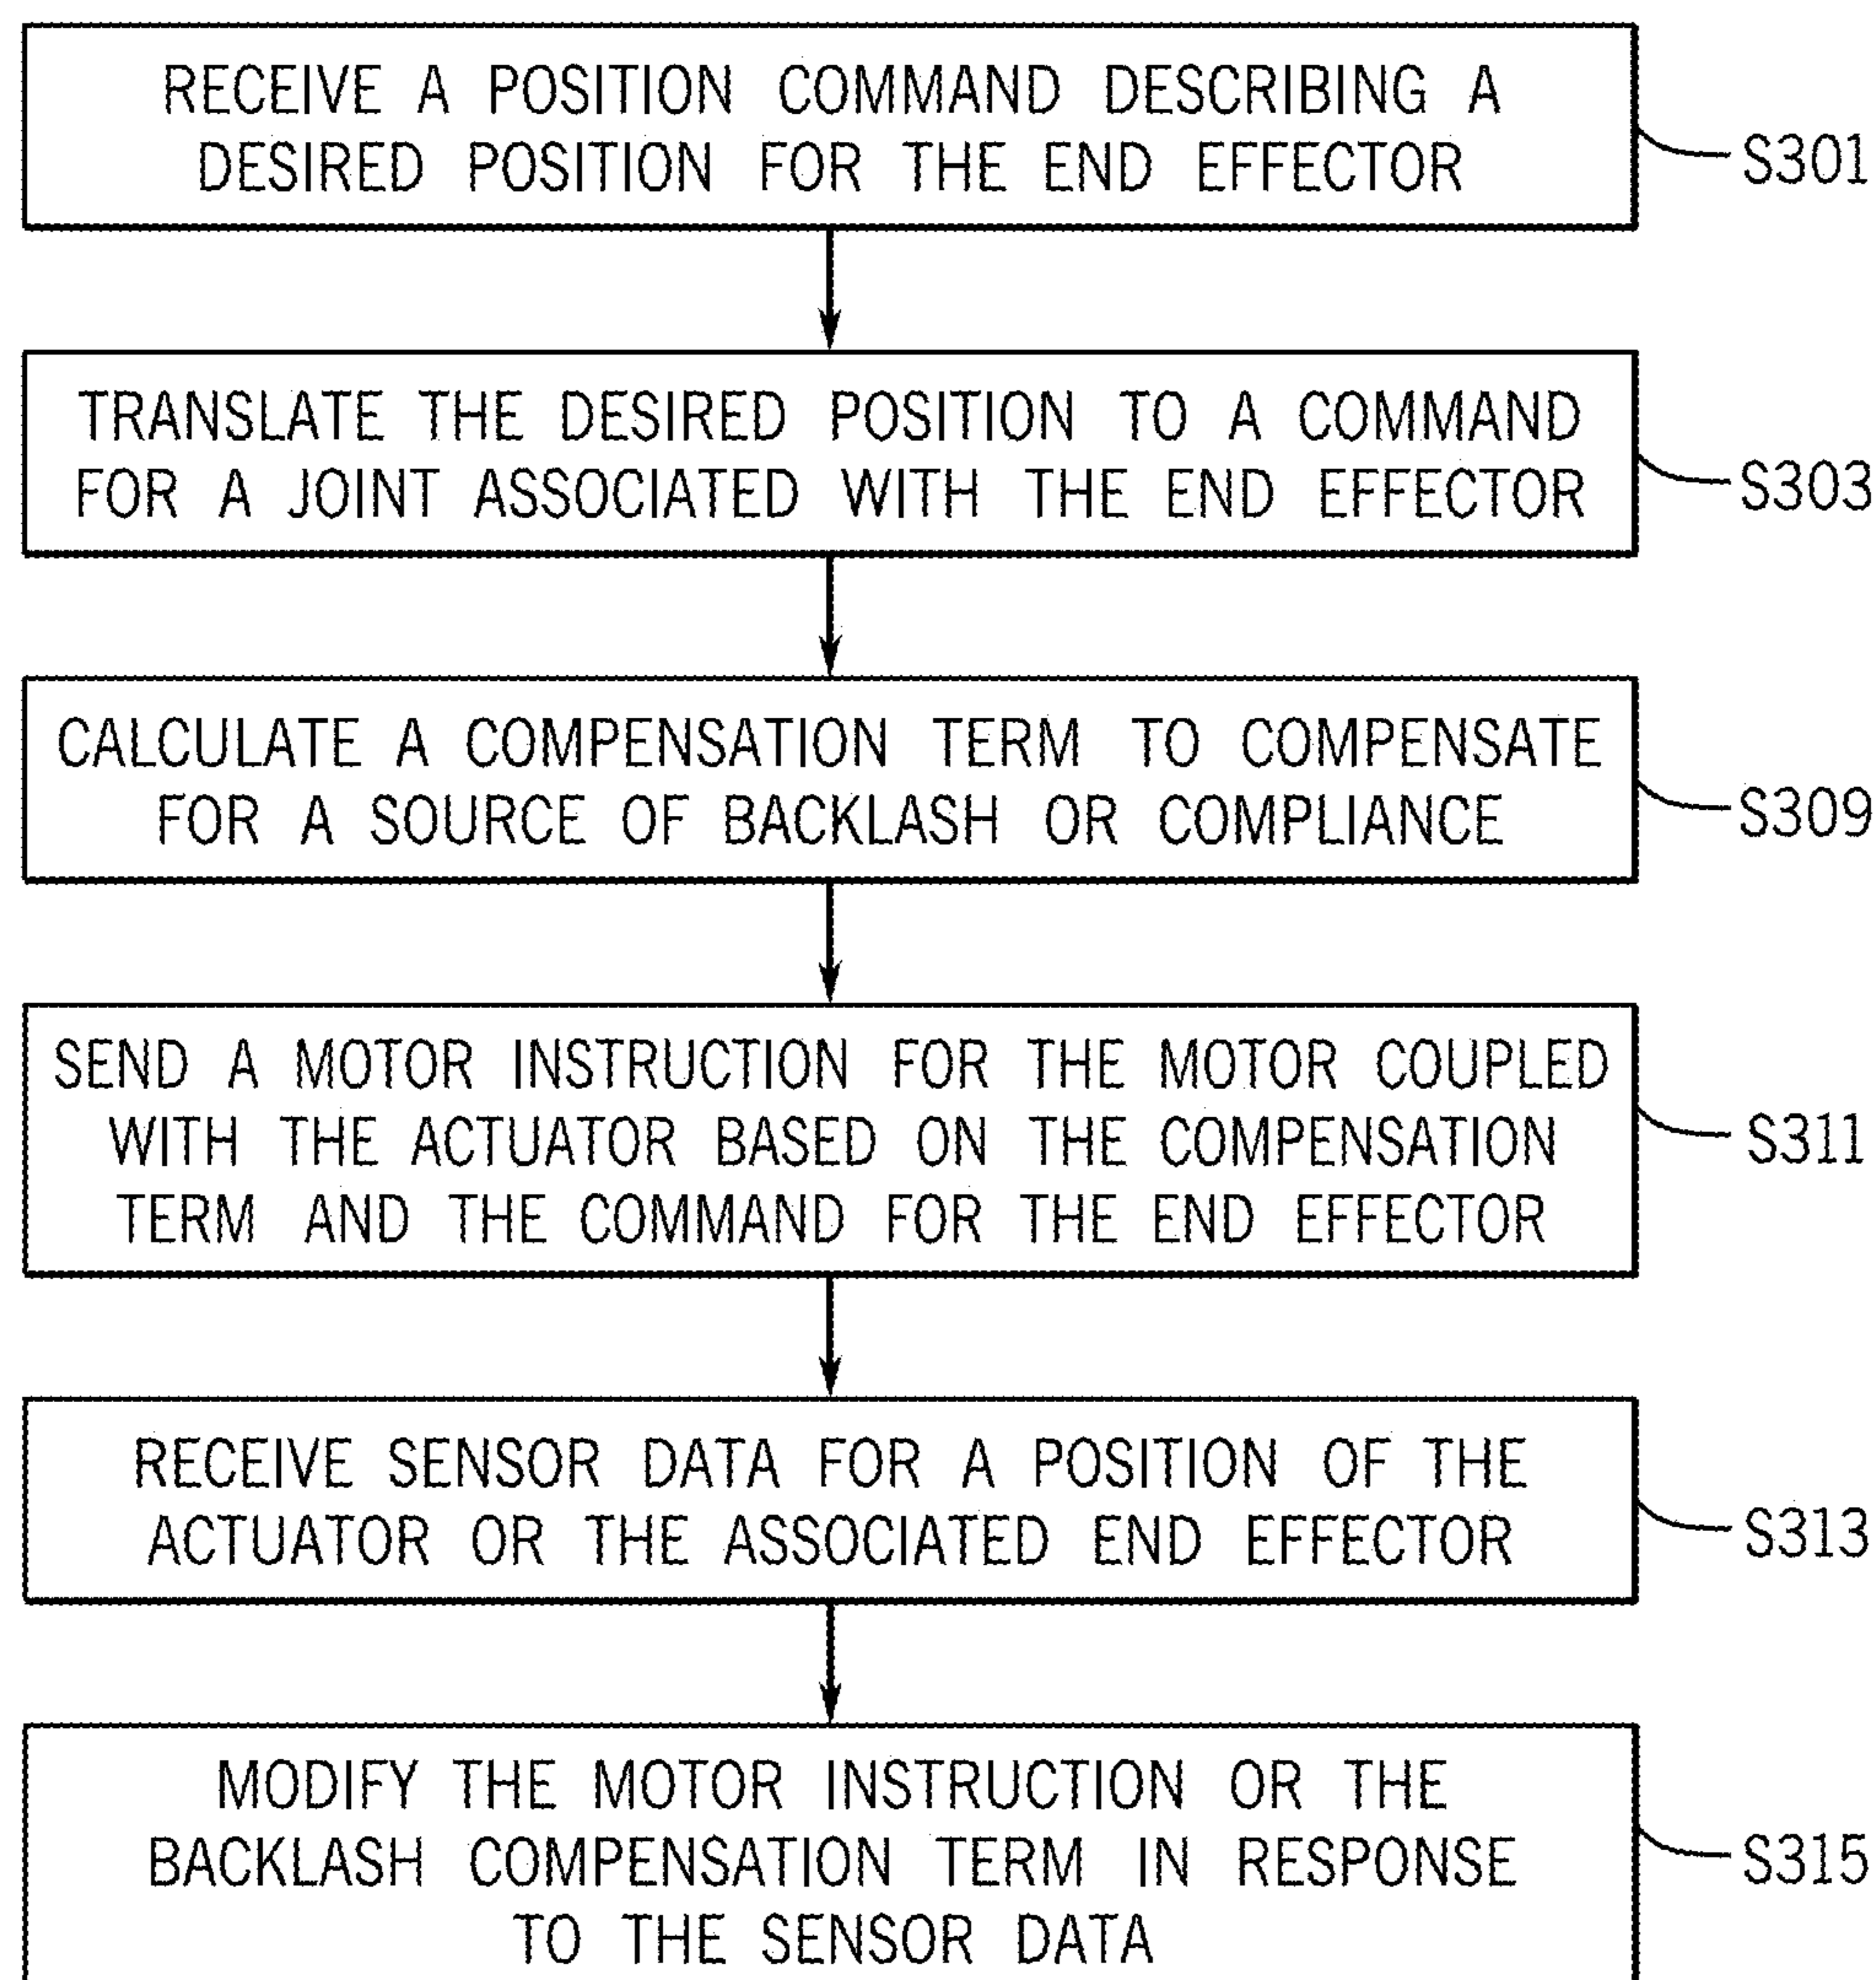 RECEIVE A POSITION COMMAND DESCRIBING A
DESIRED POSITION FOR THE END EFFECTOR
S301
TRANSLATE THE DESIRED POSITION TO A COMMAND
FOR A JOINT ASSOCIATED WITH THE END EFFECTOR
S303
CALCULATE A COMPENSATION TERM TO COMPENSATE
FOR A SOURCE OF BACKLASH OR COMPLIANCE
S309
SEND A MOTOR INSTRUCTION FOR THE MOTOR COUPLED
WITH THE ACTUATOR BASED ON THE COMPENSATION
TERM AND THE COMMAND FOR THE END EFFECTOR
S311
RECEIVE SENSOR DATA FOR A POSITION OF THE
ACTUATOR OR THE ASSOCIATED END EFFECTOR
S313
MODIFY THE MOTOR INSTRUCTION OR THE
BACKLASH COMPENSATION TERM IN RESPONSE
TO THE SENSOR DATA
S315